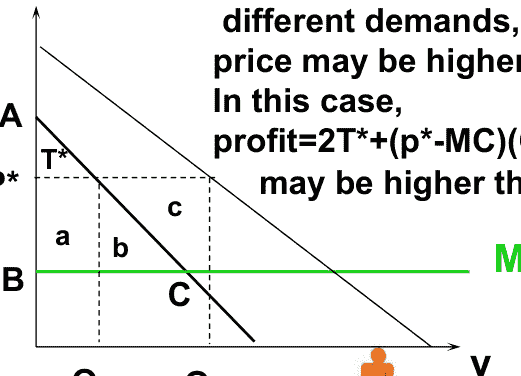 different demands,
price may be higher
In this case,
profit=2T*+(p*-MC)(
may be higher th
A
T*
P*
c
a
b
B
C
M